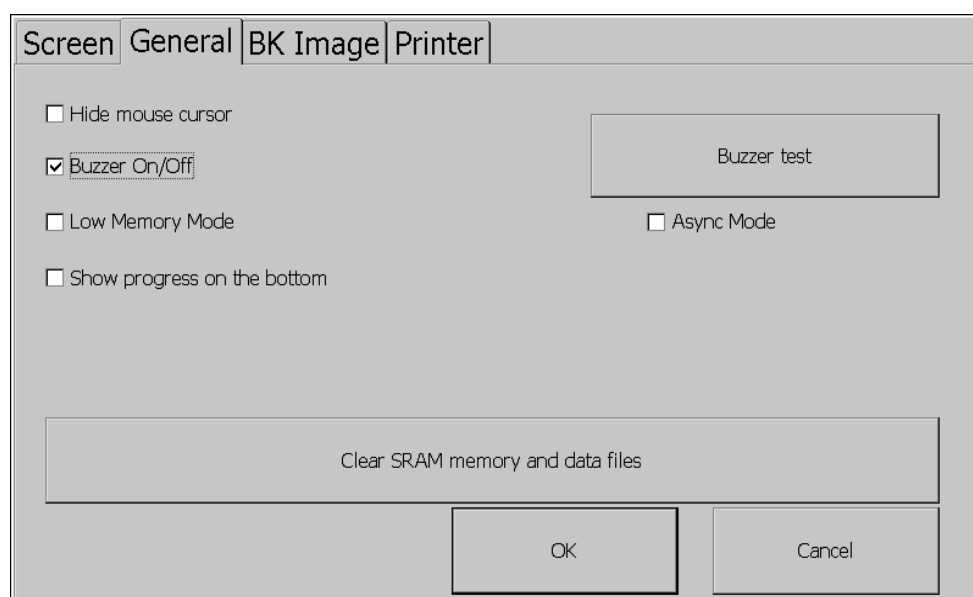 Screen General BK Image Printer
Hide mouse cursor
Buzzer On/Off
Buzzer test
Low Memory Mode
Async Mode
Show progress on the bottom
Clear SRAM memory and data files
OK
Cancel